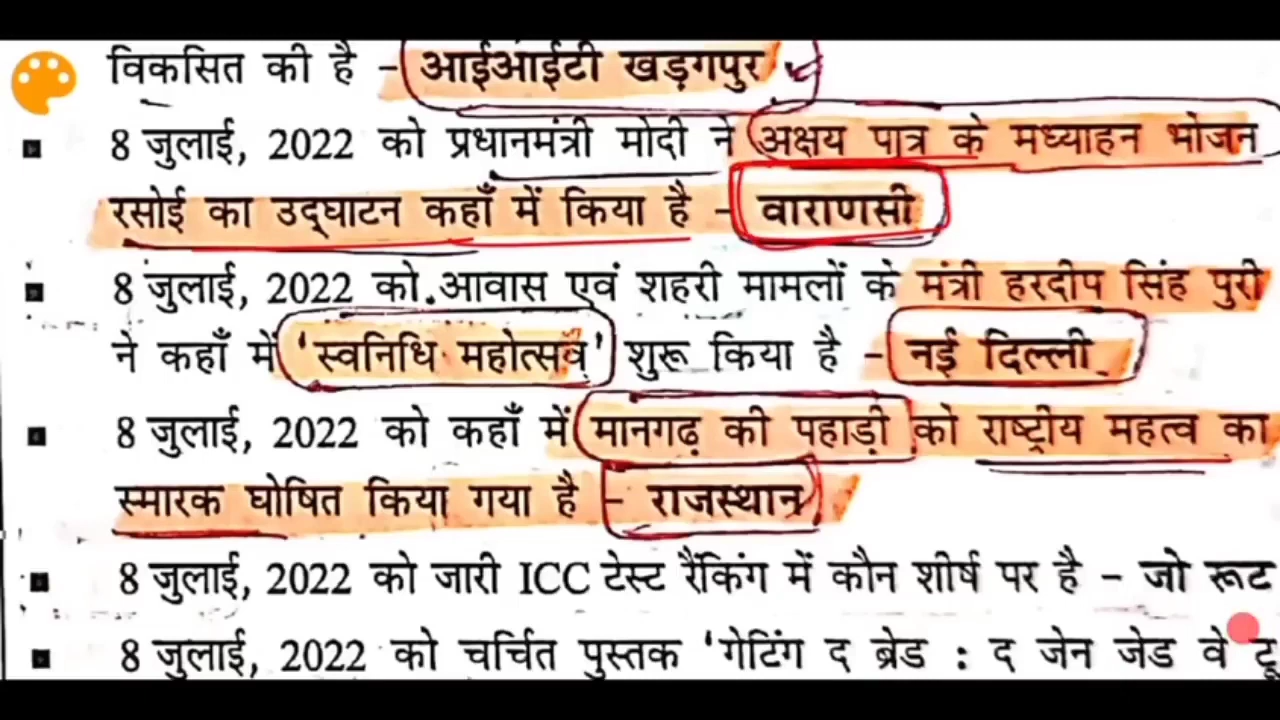 विकसित की है - आईआईटी खड़गपुर
▪ 8 जुलाई, 2022 को प्रधानमंत्री मोदी ने अक्षय पात्र के मध्याहन भोजन
रसोई का उद्घाटन कहाँ में किया है - वाराणसी
▪ 8 जुलाई, 2022 को आवास एवं शहरी मामलों के मंत्री हरदीप सिंह पुरी
ने कहाँ में 'स्वनिधि महोत्सव' शुरू किया है - नई दिल्ली
▪ 8 जुलाई, 2022 को कहाँ में मानगढ़ की पहाड़ी को राष्ट्रीय महत्व का
स्मारक घोषित किया गया है - राजस्थान
▪ 8 जुलाई, 2022 को जारी ICC टेस्ट रैंकिंग में कौन शीर्ष पर है - जो रूट
▪ 8 जुलाई, 2022 को चर्चित पुस्तक 'गेटिंग द ब्रेड : द जेन जेड वे टू